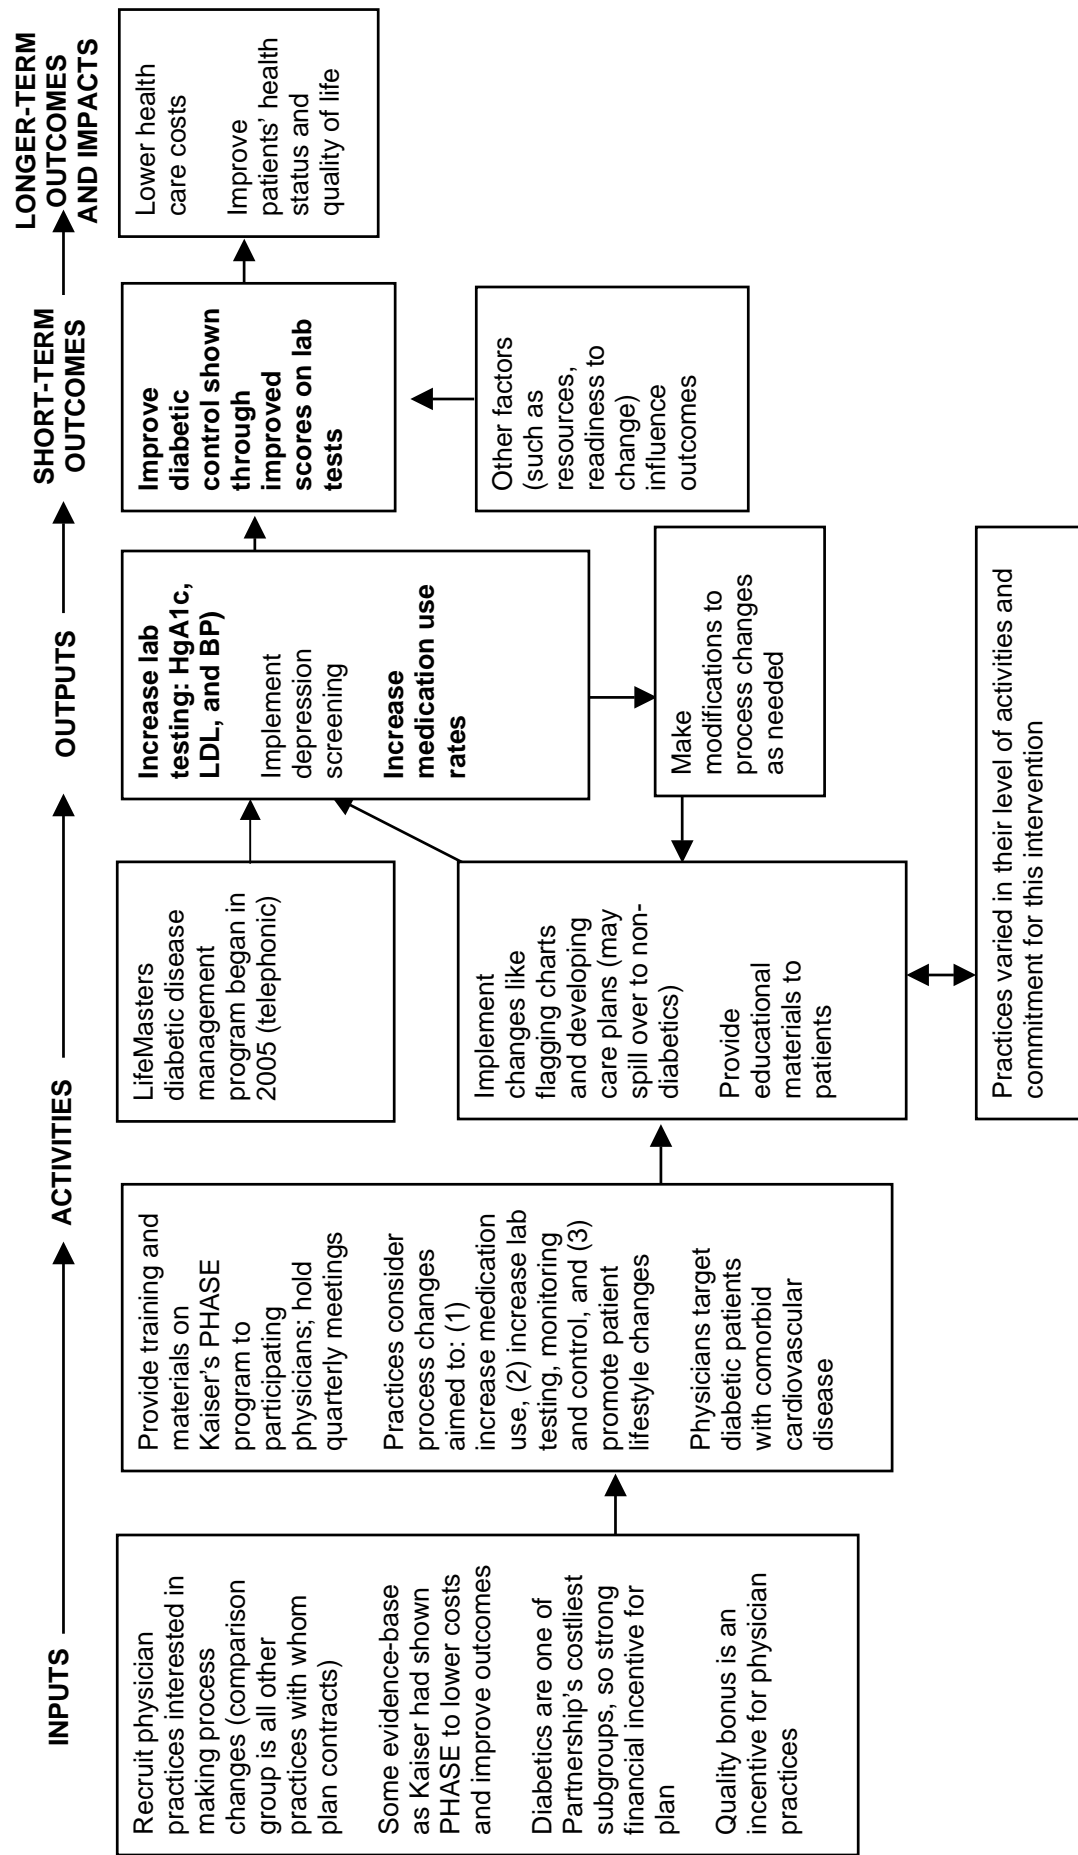 INPUTS
ACTIVITIES
OUTPUTS
SHORT-TERM
OUTCOMES
LONGER-TERM
OUTCOMES
AND IMPACTS
Recruit physician
practices interested in
making process
changes (comparison
group is all other
practices with whom
plan contracts)
Some evidence-base
as Kaiser had shown
PHASE to lower costs
and improve outcomes
Diabetics are one of
Partnership's costliest
subgroups, so strong
financial incentive for
plan
Quality bonus is an
incentive for physician
practices
Provide training and
materials on
Kaiser's PHASE
program to
participating
physicians; hold
quarterly meetings
Practices consider
process changes
aimed to: (1)
increase medication
use, (2) increase lab
testing, monitoring
and control, and (3)
promote patient
lifestyle changes
Physicians target
diabetic patients
with comorbid
cardiovascular
disease
LifeMasters
diabetic disease
management
program began in
2005 (telephonic)
Implement
changes like
flagging charts
and developing
care plans (may
spill over to non-
diabetics)
Provide
educational
materials to
patients
Practices varied in their level of activities and
commitment for this intervention
Increase lab
testing: HgA1c,
LDL, and BP)
Implement
depression
screening
Increase
medication use
rates
Make
modifications to
process changes
as needed
Improve
diabetic
control shown
through
improved
scores on lab
tests
Other factors
(such as
resources,
readiness to
change)
influence
outcomes
Lower health
care costs
Improve
patients' health
status and
quality of life